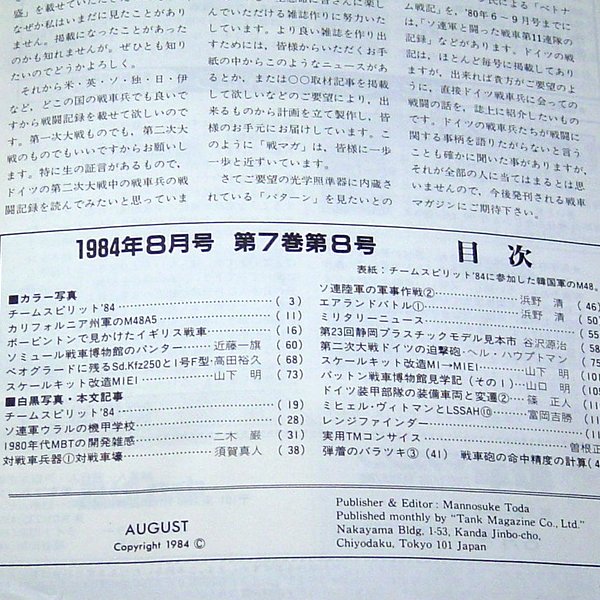 盛」を載せていただき
なぜか私はいまだに見たことがあり
ません。掲載になったことがあった
のかも知れませんが。ぜひとも知り
たいのでどうかよろしく。
それから米・英・ソ・独・日・伊
など、どこの国の戦車兵でも良いで
すから戦闘記録を載せて欲しいので
す。第一次大戦ものでも、第二次大
戦のものでもいいですからお願いし
ます。特に生の証言があるもので、
ドイツの第二次大戦中の戦車兵の戦
闘記録を読んでみたいと思っていま
んでいただける雑誌作りに努力いた
しています。より良い雑誌を作り出
すためには、皆様からいただくお手
紙の中からこのようなニュースがあ
るとか、または〇〇取材記事を掲載
して欲しいなどのご要望により、出
来るものから計画を立て製作し、皆
様のお手元にお届けしています。こ
のように「戦マガ」は、皆様に一歩
一歩と近ずいています。
さてご要望の光学照準器に内蔵さ
れている「パターン」を見たいとの
氏による「ベトナ
ム戦記」を、'80年6~9月号までに
は、「ソ連軍と闘った戦車第11連隊の
記録」などがあります。ドイツの戦
記は、ほとんど毎号に掲載してあり
ますが、出来れば貴方がご要望のよ
うに、直接ドイツ戦車兵に会っての
戦闘の話を、誌上に紹介したいもの
です。ドイツの戦車兵たちが戦闘に
関する事柄を語りたがらないと言う
ことも確かに聞いた事がありますが、
それが全部の人に当てはまるとは思
いませんので、今後発刊される戦車
マガジンにご期待下さい。
1984年8月号 第7巻第8号 目次
表紙：チームスピリット'84に参加した韓国軍のM48。
■カラー写真
チームスピリット'84 ( 3 )
カリフォルニア州軍のM48A5 ( 11 )
ボービントンで見かけたイギリス戦車 ( 16 )
ソミュール戦車博物館のパンター 近藤一旗 ( 60 )
ベオグラードに残るSd.Kfz250と1号F型・高田裕久 ( 68 )
スケールキット改造M1E1 山下 明 ( 73 )
■白黒写真・本文記事
チームスピリット'84 ( 19 )
ソ連軍ウラルの機甲学校 ( 28 )
1980年代MBTの開発雑感 二木 巌 ( 31 )
対戦車兵器①対戦車壕 須賀真人 ( 38 )
ソ連陸軍の軍事作戦② 浜野 清 ( 46 )
エアランドバトル① 浜野 清 ( 50
ミリタリーニュース ( 55
第23回静岡プラスチックモデル見本市 谷沢源治 ( 58
第二次大戦ドイツの迫撃砲・ヘル・ハウプトマン ( 75
スケールキット改造M1→M1E1 山下 明
パットン戦車博物館見学記(その1) 山口 明
ドイツ装甲部隊の装備車両と変遷② 篠 正人
ミヒェル・ヴィトマンとLSSAH⑩ 富岡吉勝
レンジファインダー
実用TMコンサイス 曽根正
弾着のバラツキ③ (41) 戦車砲の命中精度の計算
AUGUST
Copyright 1984 ©
Publisher & Editor : Mannosuke Toda
Published monthly by "Tank Magazine Co., Ltd."
Nakayama Bldg, 1-53, Kanda Jinbo-cho,
Chiyodaku, Tokyo 101 Japan